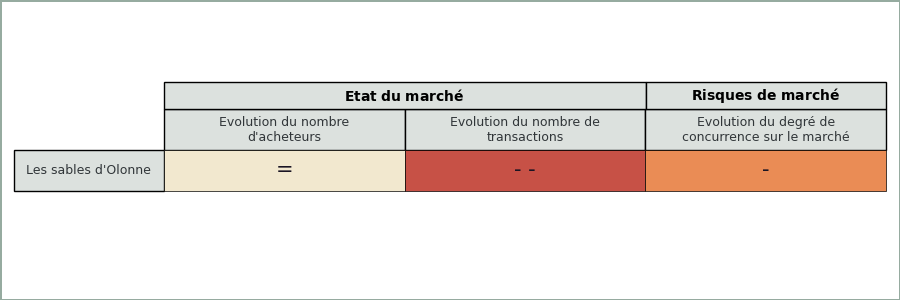 Etat du marché
Risques de marché
Evolution du nombre
d'acheteurs
Evolution du nombre de
transactions
Evolution du degré de
concurrence sur le marché
Les sables d'Olonne
=
- -
-